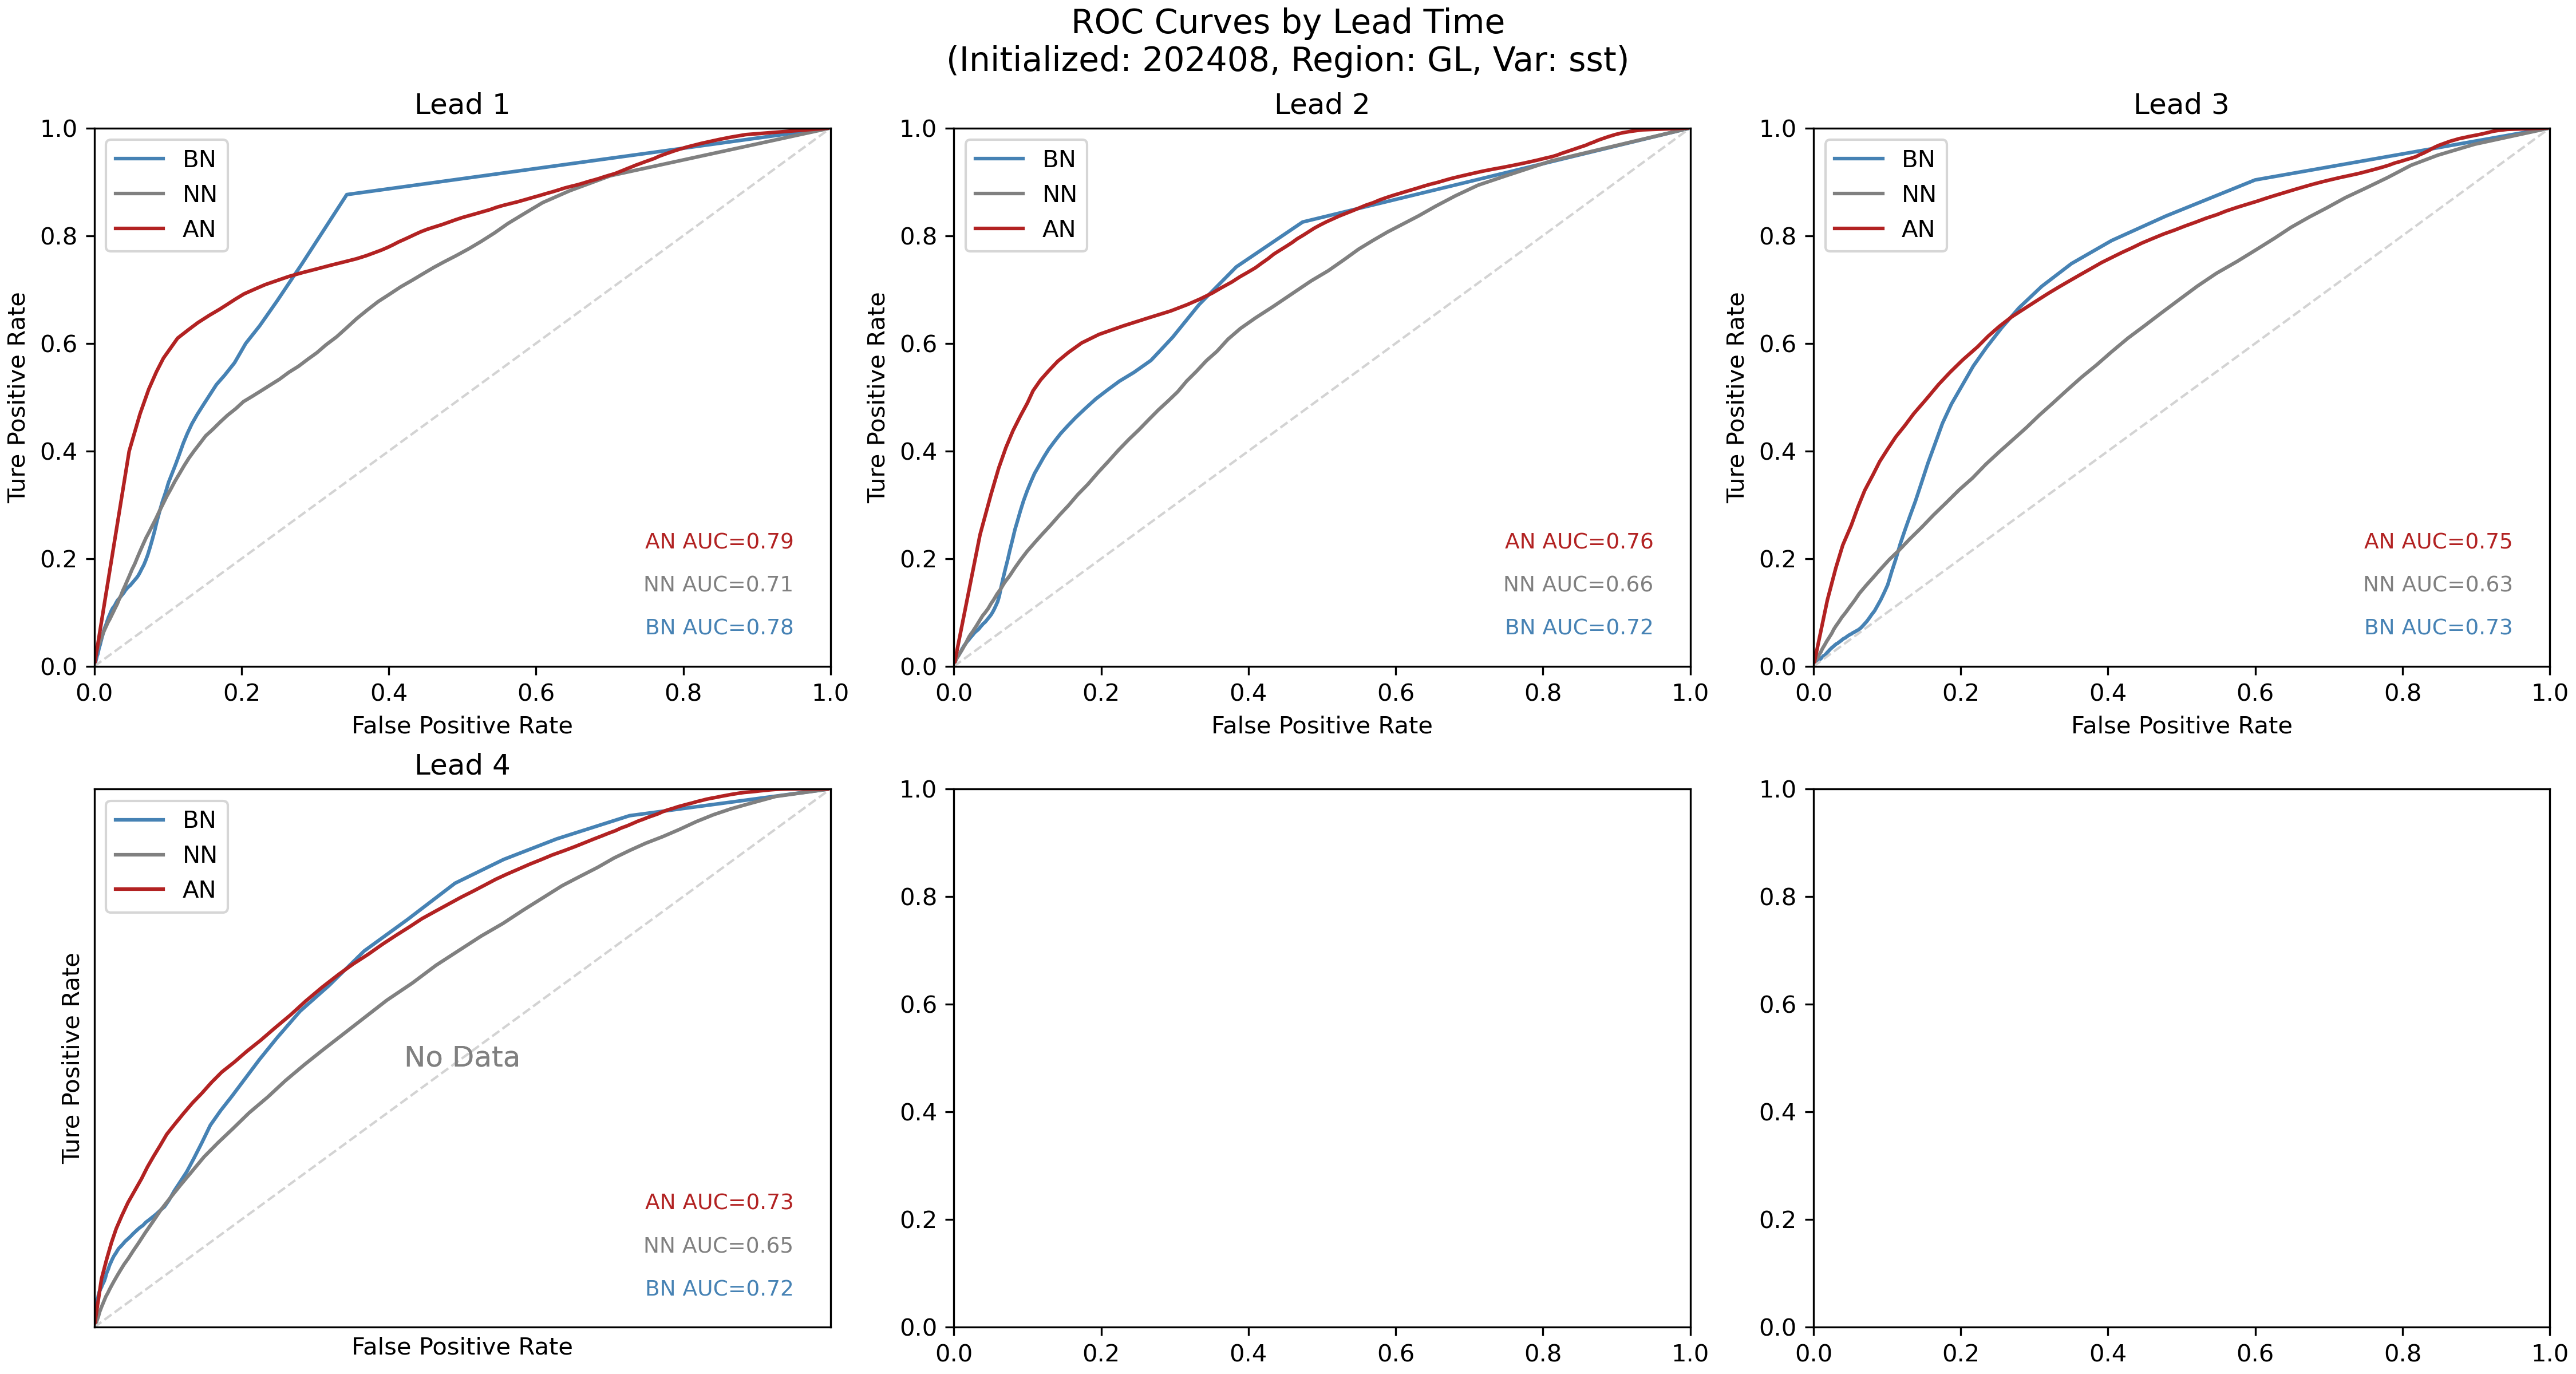 ROC Curves by Lead Time
(Initialized: 202408, Region: GL, Var: sst)
Lead 1
1.0
0.8
0.6
0.4
0.2
0.0
Ture Positive Rate
BN
NN
AN
AN AUC=0.79
NN AUC=0.71
BN AUC=0.78
0.0 0.2 0.4 0.6 0.8 1.0
False Positive Rate
Lead 2
1.0
0.8
0.6
0.4
0.2
0.0
Ture Positive Rate
BN
NN
AN
AN AUC=0.76
NN AUC=0.66
BN AUC=0.72
0.0 0.2 0.4 0.6 0.8 1.0
False Positive Rate
Lead 3
1.0
0.8
0.6
0.4
0.2
0.0
Ture Positive Rate
BN
NN
AN
AN AUC=0.75
NN AUC=0.63
BN AUC=0.73
0.0 0.2 0.4 0.6 0.8 1.0
False Positive Rate
Lead 4
Ture Positive Rate
BN
NN
AN
No Data
AN AUC=0.73
NN AUC=0.65
BN AUC=0.72
False Positive Rate
1.0
0.8
0.6
0.4
0.2
0.0
0.0 0.2 0.4 0.6 0.8 1.0
1.0
0.8
0.6
0.4
0.2
0.0
0.0 0.2 0.4 0.6 0.8 1.0